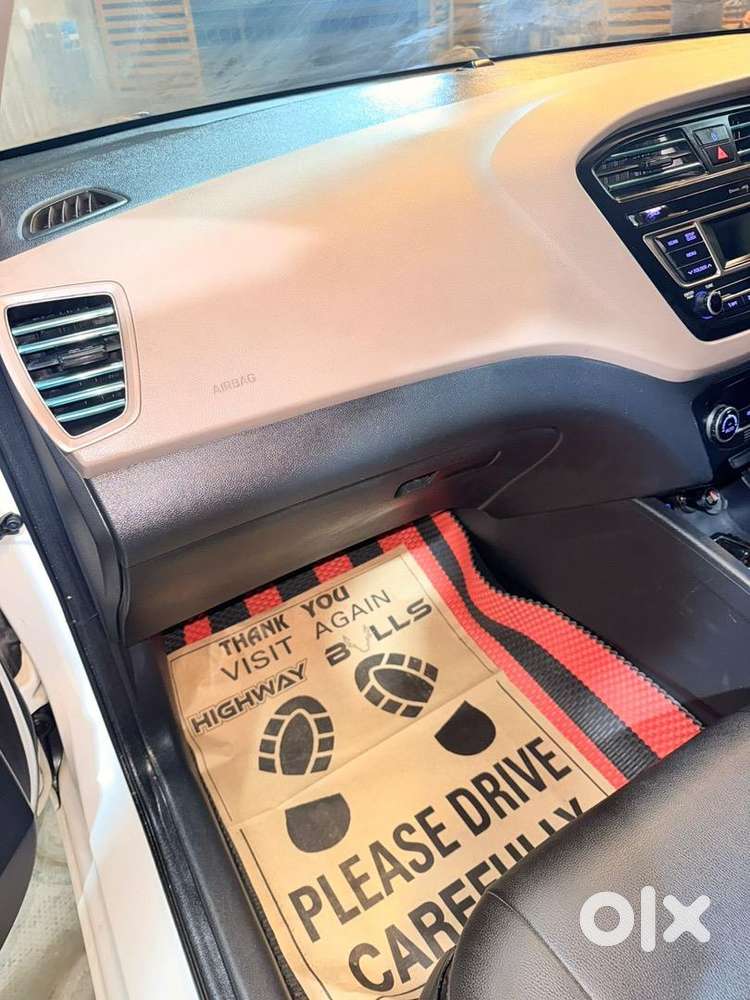 AIRBAG
THANK YOU
VISIT AGAIN
HIGHWAY BULLS
PLEASE DRIVE
CAREFULLY
olx